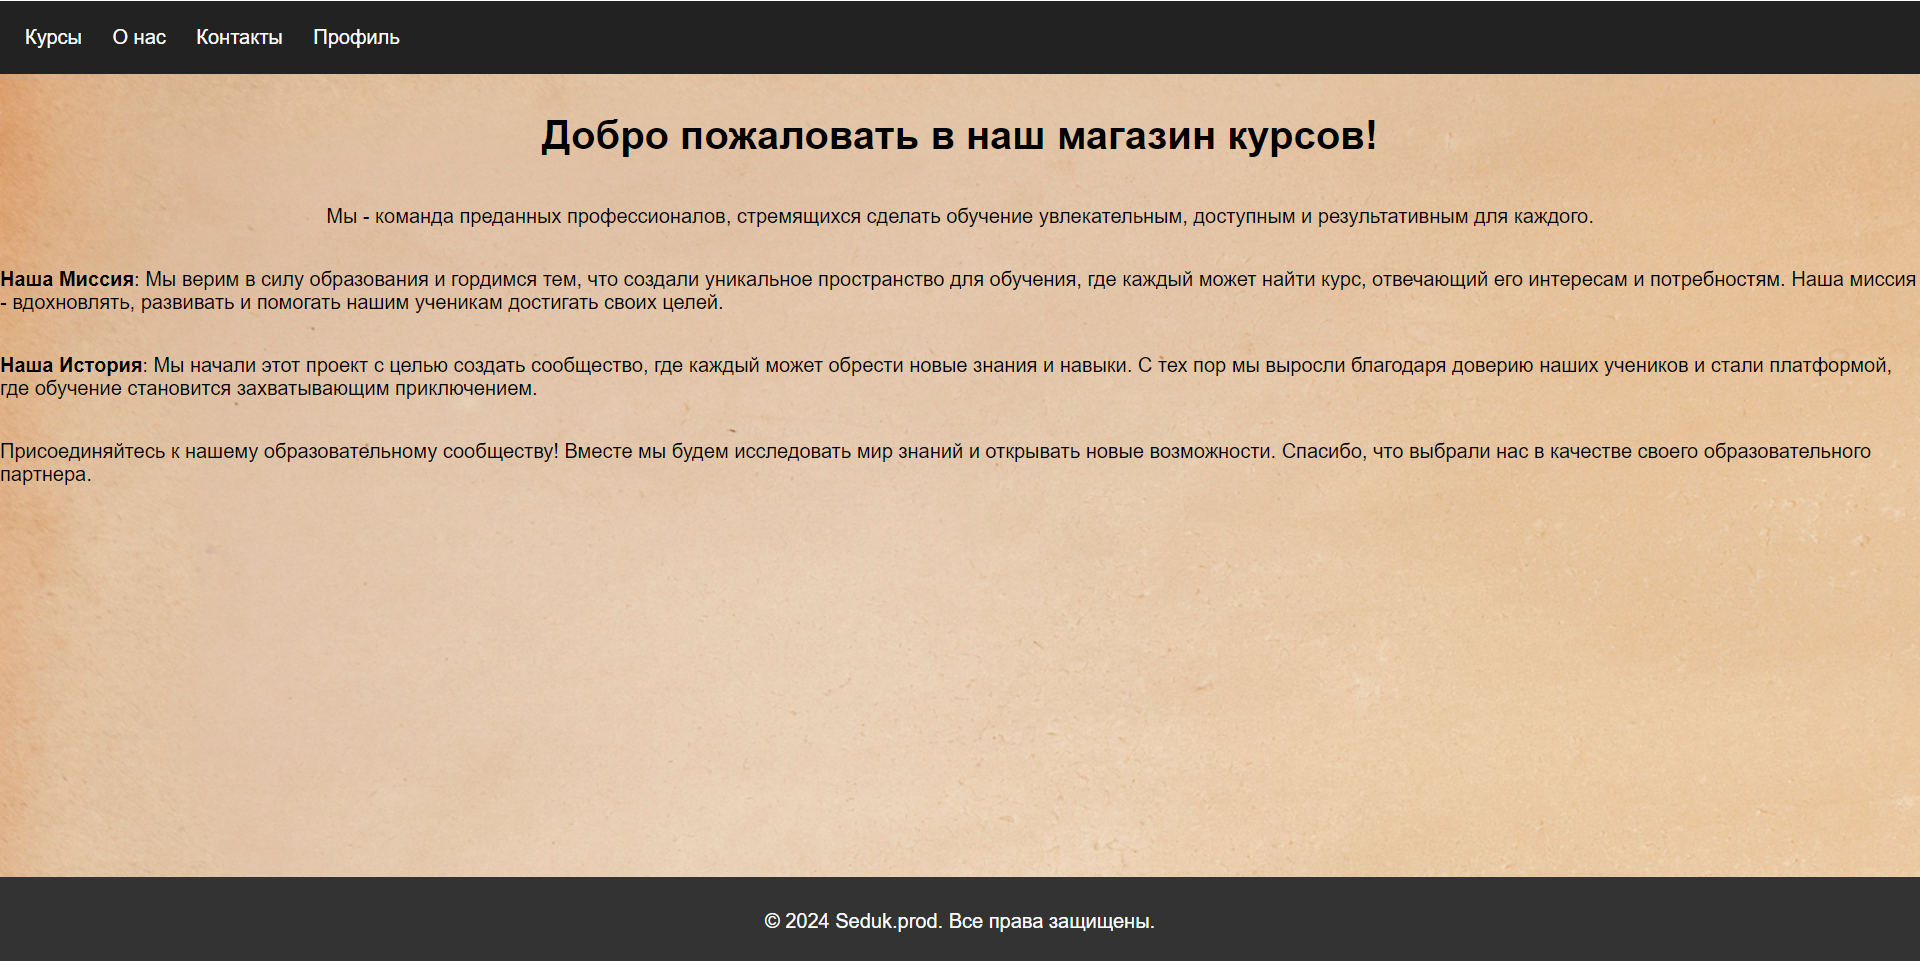 Курсы О нас Контакты Профиль
Добро пожаловать в наш магазин курсов!
Мы - команда преданных профессионалов, стремящихся сделать обучение увлекательным, доступным и результативным для каждого.
Наша Миссия: Мы верим в силу образования и гордимся тем, что создали уникальное пространство для обучения, где каждый может найти курс, отвечающий его интересам и потребностям. Наша миссия
- вдохновлять, развивать и помогать нашим ученикам достигать своих целей.
Наша История: Мы начали этот проект с целью создать сообщество, где каждый может обрести новые знания и навыки. С тех пор мы выросли благодаря доверию наших учеников и стали платформой,
где обучение становится захватывающим приключением.
Присоединяйтесь к нашему образовательному сообществу! Вместе мы будем исследовать мир знаний и открывать новые возможности. Спасибо, что выбрали нас в качестве своего образовательного
партнера.
© 2024 Seduk.prod. Все права защищены.